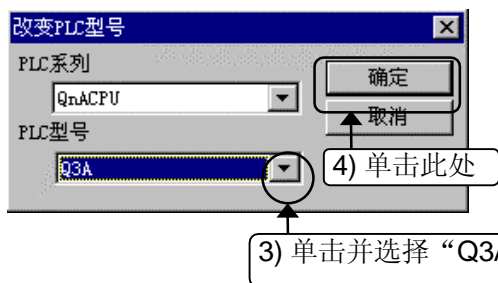 改变PLC型号
PLC系列
确定
QnACPU
取消
PLC型号
4) 单击此处
Q3A
3) 单击并选择“Q3A